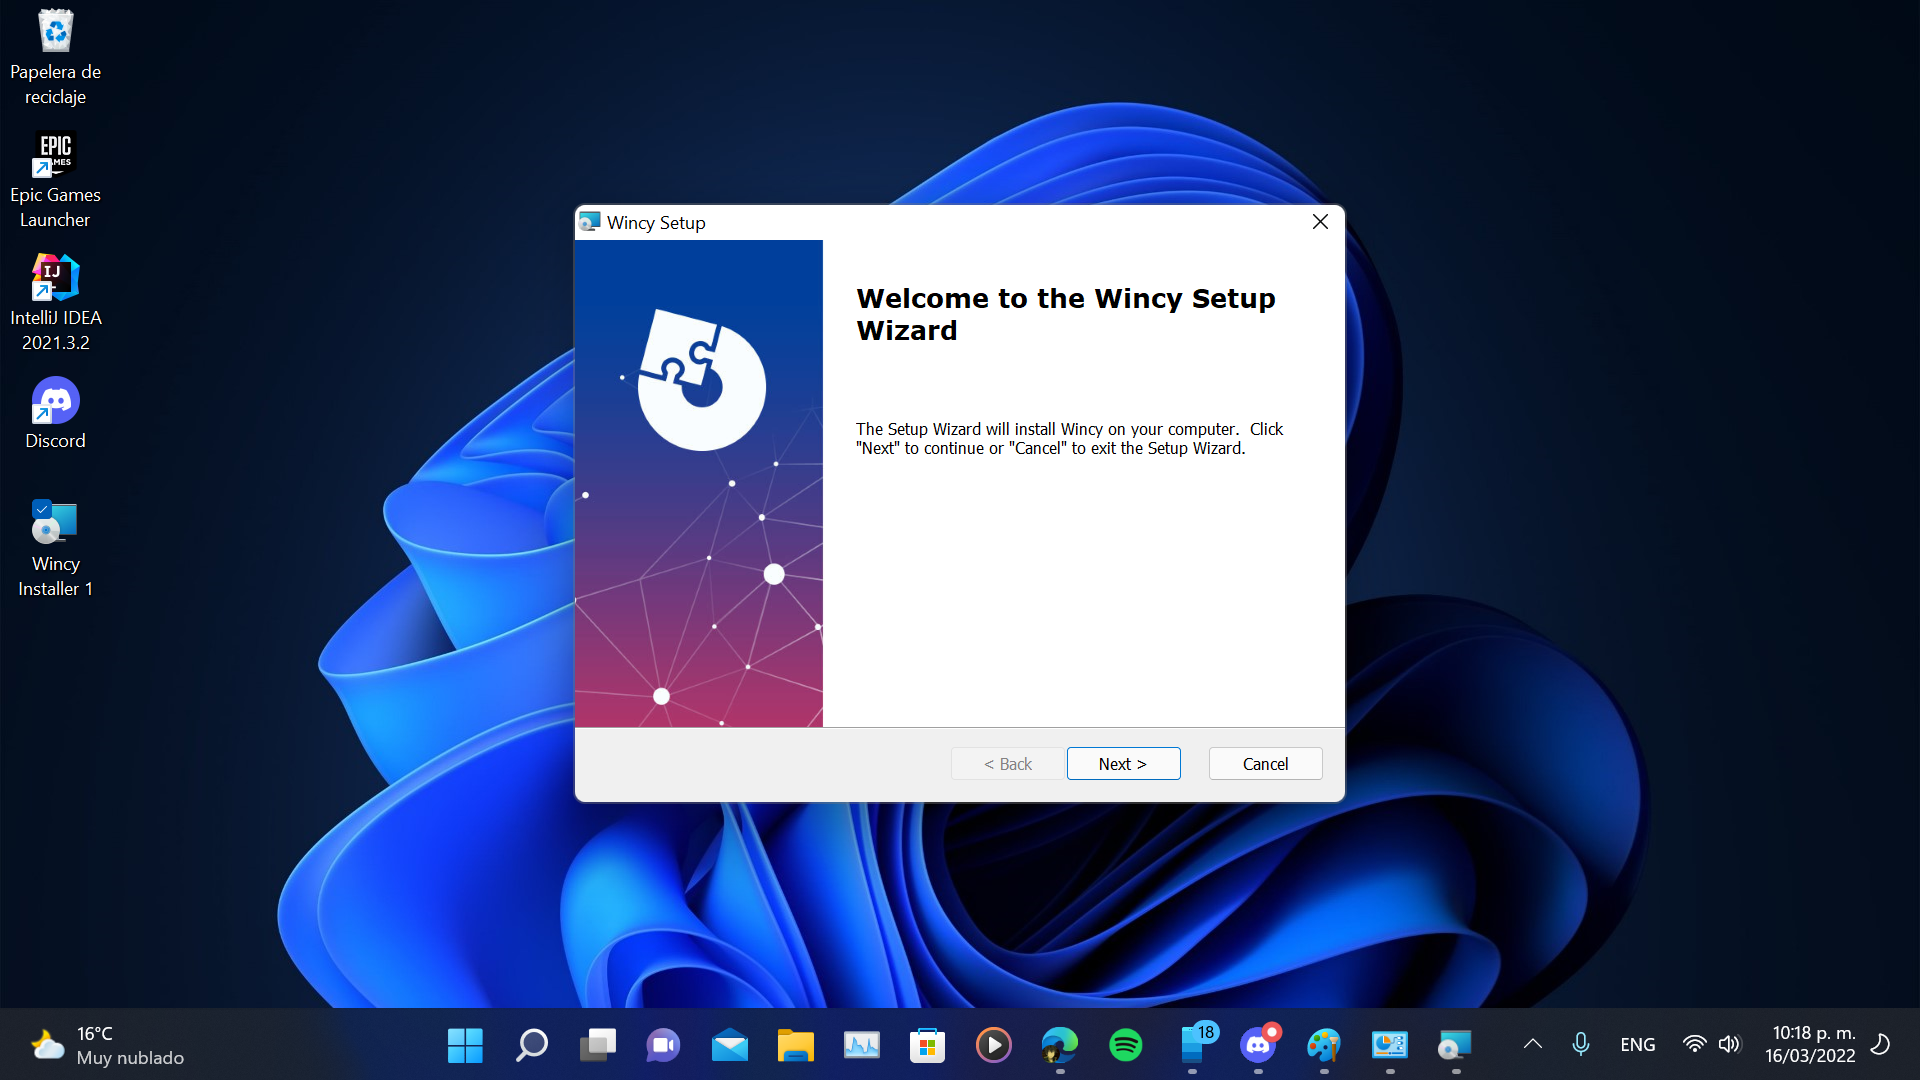 Papelera de
reciclaje
EPIC
Epic Games
Launcher
IJ
IntelliJ IDEA
2021.3.2
Discord
Wincy
Installer 1
Wincy Setup
Welcome to the Wincy Setup
Wizard
The Setup Wizard will install Wincy on your computer.  Click
"Next" to continue or "Cancel" to exit the Setup Wizard.
< Back
Next >
Cancel
16°C
Muy nublado
18
ENG
10:18 p. m.
16/03/2022